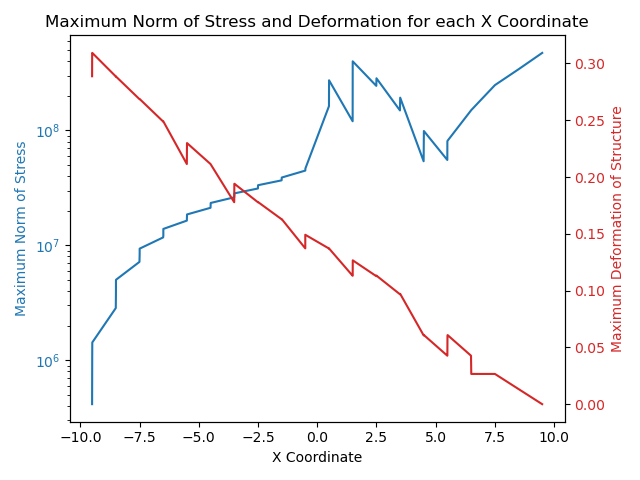 Maximum Norm of Stress and Deformation for each X Coordinate
Maximum Norm of Stress
10^8
10^7
10^6
0.30
0.25
0.20
0.15
0.10
0.05
0.00
Maximum Deformation of Structure
−10.0 −7.5 −5.0 −2.5 0.0 2.5 5.0 7.5 10.0
X Coordinate